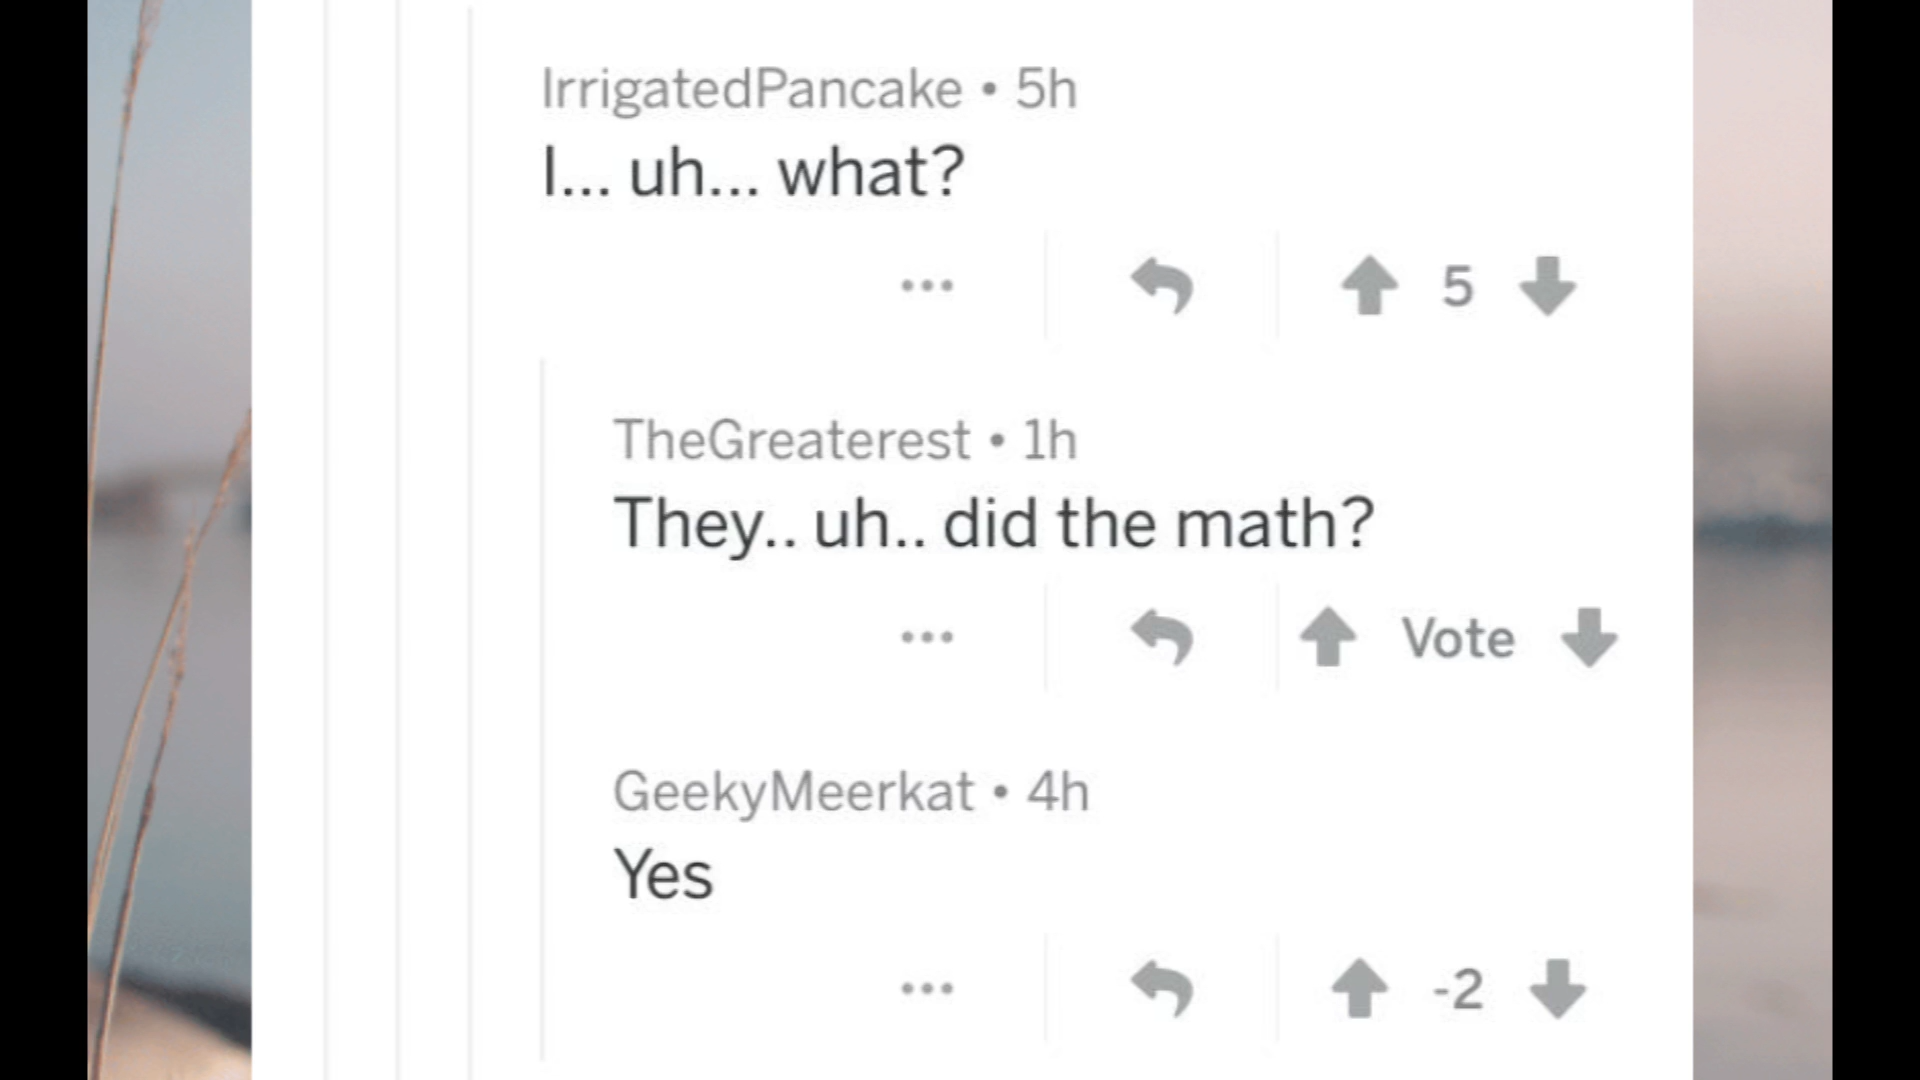 IrrigatedPancake • 5h
I... uh... what?
... 5
TheGreaterest • 1h
They.. uh.. did the math?
... Vote
GeekyMeerkat • 4h
Yes
... -2